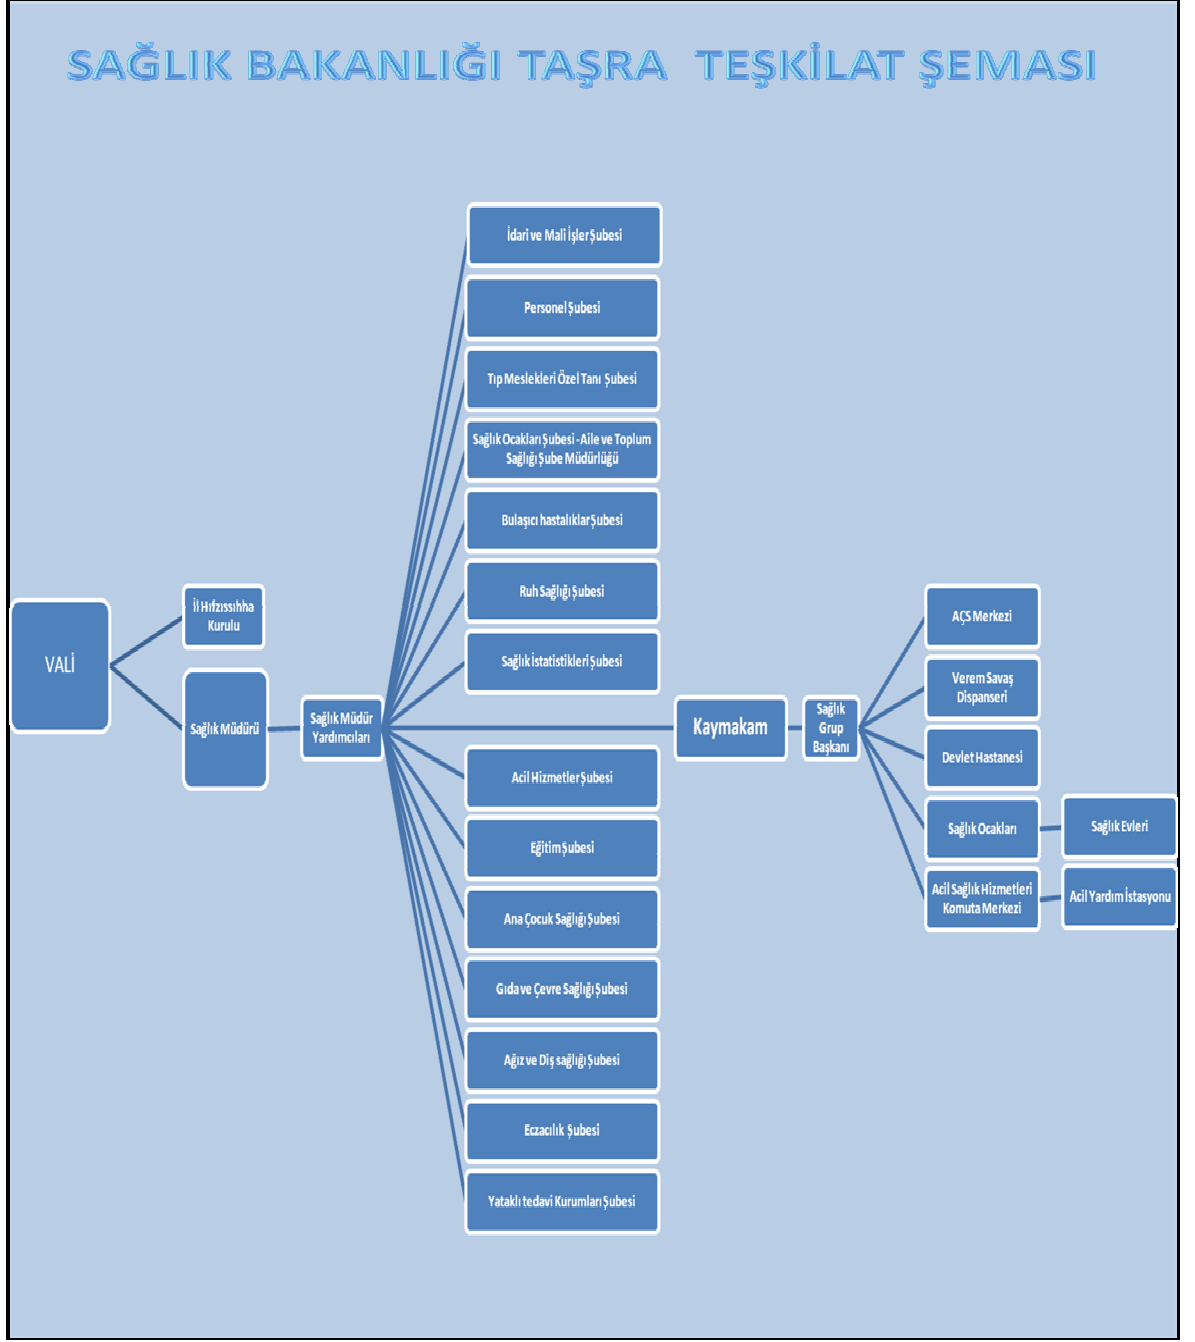 SAĞLIK BAKANLIĞI TAŞRA TEŞKİLAT ŞEMASI
VALİ
İl Hıfzıssıhha
Kurulu
Sağlık Müdürü
Sağlık Müdür
Yardımcıları
İdari ve Mali İşler Şubesi
Personel Şubesi
Tıp Meslekleri Özel Tanı Şubesi
Sağlık Ocakları Şubesi -Aile ve Toplum
Sağlığı Şube Müdürlüğü
Bulaşıcı hastalıklar Şubesi
Ruh Sağlığı Şubesi
Sağlık İstatistikleri Şubesi
Acil Hizmetler Şubesi
Eğitim Şubesi
Ana Çocuk Sağlığı Şubesi
Gıda ve Çevre Sağlığı Şubesi
Ağız ve Diş sağlığı Şubesi
Eczacılık Şubesi
Yataklı tedavi Kurumları Şubesi
Kaymakam
Sağlık
Grup
Başkanı
AÇS Merkezi
Verem Savaş
Dispanseri
Devlet Hastanesi
Sağlık Ocakları
Acil Sağlık Hizmetleri
Komuta Merkezi
Sağlık Evleri
Acil Yardım İstasyonu